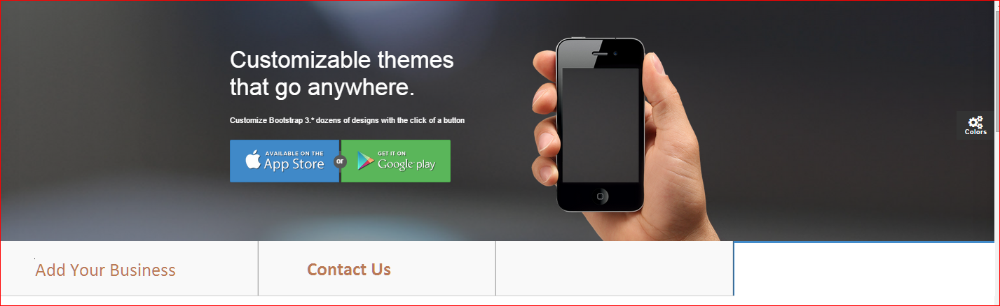 Customizable themes
that go anywhere.
Customize Bootstrap 3.* dozens of designs with the click of a button
AVAILABLE ON THE
App Store
or
GET IT ON
Google play
Colors
Add Your Business
Contact Us